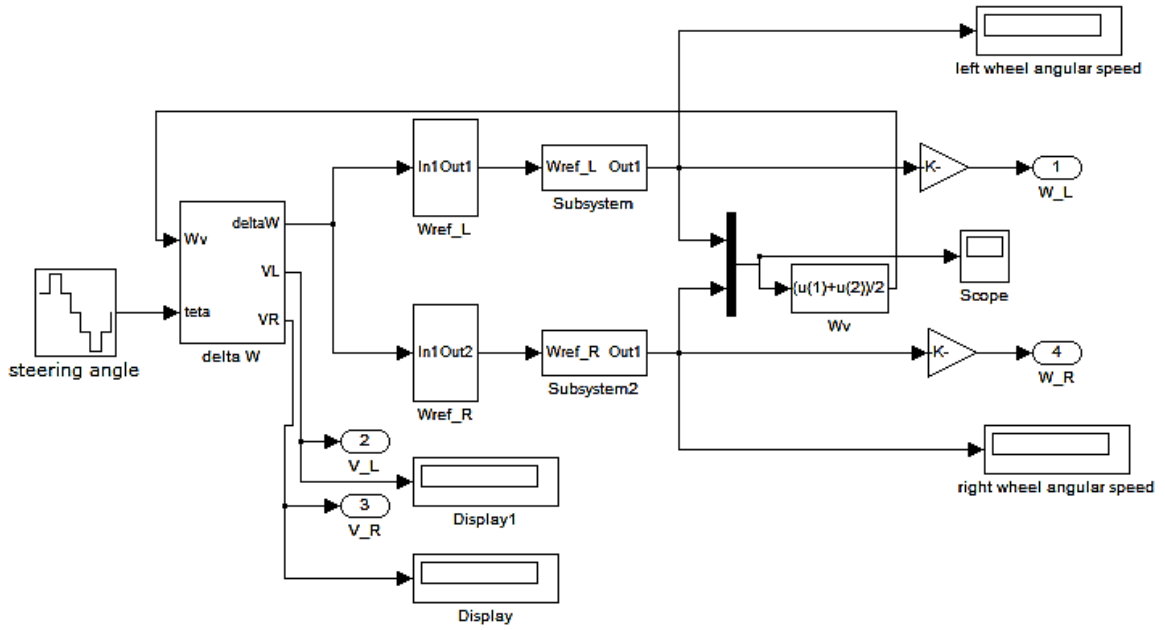 left wheel angular speed
In1Out1
Wref_L
Wref_L Out1
Subsystem
K-
1
W_L
Wv
deltaW
VL
teta
VR
delta W
steering angle
(u(1)+u(2))/2
Wv
Scope
In1Out2
Wref_R
Wref_R Out1
Subsystem2
K-
4
W_R
2
V_L
3
V_R
Display1
right wheel angular speed
Display